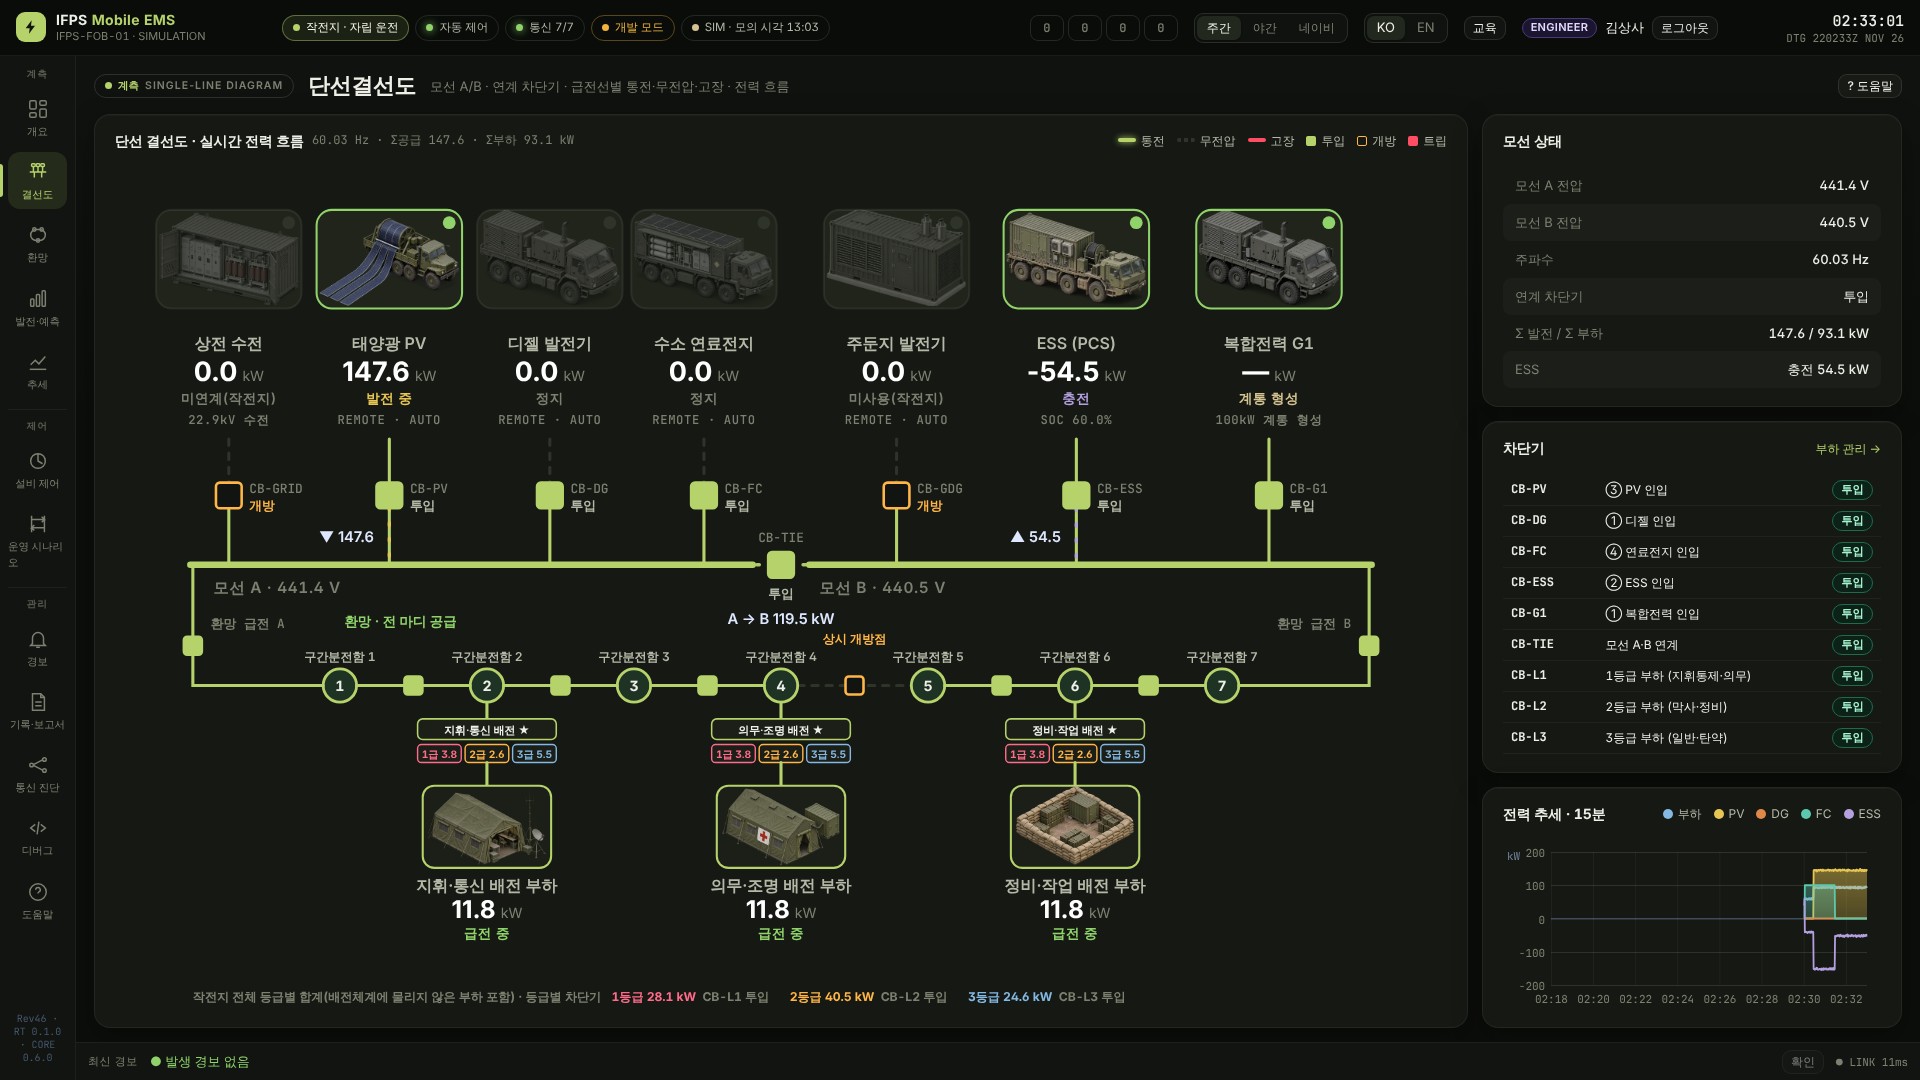 IFPS Mobile EMS
IFPS-FOB-01 · SIMULATION
작전지 · 자립 운전
자동 제어
통신 7/7
개발 모드
SIM · 모의 시각 13:03
0 0 0 0
주간 야간 네이비
KO EN
교육
ENGINEER 김상사 로그아웃
02:33:01
DTG 220233Z NOV 26
계측
개요
결선도
환망
발전·예측
추세
제어
설비 제어
운영 시나리오
관리
경보
기록·보고서
통신 진단
디버그
도움말
Rev46 ·
RT 0.1.0
· CORE
0.6.0
계측 SINGLE-LINE DIAGRAM
단선결선도
모선 A/B · 연계 차단기 · 급전선별 통전·무전압·고장 · 전력 흐름
? 도움말
단선 결선도 · 실시간 전력 흐름 60.03 Hz · Σ공급 147.6 · Σ부하 93.1 kW
통전 무전압 고장 투입 개방 트립
상전 수전 태양광 PV 디젤 발전기 수소 연료전지 주둔지 발전기 ESS (PCS) 복합전력 G1
0.0 kW 147.6 kW 0.0 kW 0.0 kW 0.0 kW -54.5 kW — kW
미연계(작전지) 발전 중 정지 정지 미사용(작전지) 충전 계통 형성
22.9kV 수전 REMOTE · AUTO REMOTE · AUTO REMOTE · AUTO REMOTE · AUTO SOC 60.0% 100kW 계통 형성
CB-GRID CB-PV CB-DG CB-FC CB-GDG CB-ESS CB-G1
개방 투입 투입 투입 개방 투입 투입
▼ 147.6 CB-TIE ▲ 54.5
모선 A · 441.4 V 투입 모선 B · 440.5 V
환망 급전 A 환망 · 전 마디 공급 A → B 119.5 kW 환망 급전 B
상시 개방점
구간분전함 1 구간분전함 2 구간분전함 3 구간분전함 4 구간분전함 5 구간분전함 6 구간분전함 7
1 2 3 4 5 6 7
지휘·통신 배전 ★ 의무·조명 배전 ★ 정비·작업 배전 ★
1급 3.8 2급 2.6 3급 5.5 1급 3.8 2급 2.6 3급 5.5 1급 3.8 2급 2.6 3급 5.5
지휘·통신 배전 부하 의무·조명 배전 부하 정비·작업 배전 부하
11.8 kW 11.8 kW 11.8 kW
급전 중 급전 중 급전 중
작전지 전체 등급별 합계(배전체계에 물리지 않은 부하 포함) · 등급별 차단기 1등급 28.1 kW CB-L1 투입 2등급 40.5 kW CB-L2 투입 3등급 24.6 kW CB-L3 투입
모선 상태
모선 A 전압 441.4 V
모선 B 전압 440.5 V
주파수 60.03 Hz
연계 차단기 투입
Σ 발전 / Σ 부하 147.6 / 93.1 kW
ESS 충전 54.5 kW
차단기 부하 관리 →
CB-PV ③ PV 인입 투입
CB-DG ① 디젤 인입 투입
CB-FC ④ 연료전지 인입 투입
CB-ESS ② ESS 인입 투입
CB-G1 ① 복합전력 인입 투입
CB-TIE 모선 A·B 연계 투입
CB-L1 1등급 부하 (지휘통제·의무) 투입
CB-L2 2등급 부하 (막사·정비) 투입
CB-L3 3등급 부하 (일반·탄약) 투입
전력 추세 · 15분 부하 PV DG FC ESS
kW 200
100
0
-100
-200
02:18 02:20 02:22 02:24 02:26 02:28 02:30 02:32
최신 경보 발생 경보 없음
확인 LINK 11ms